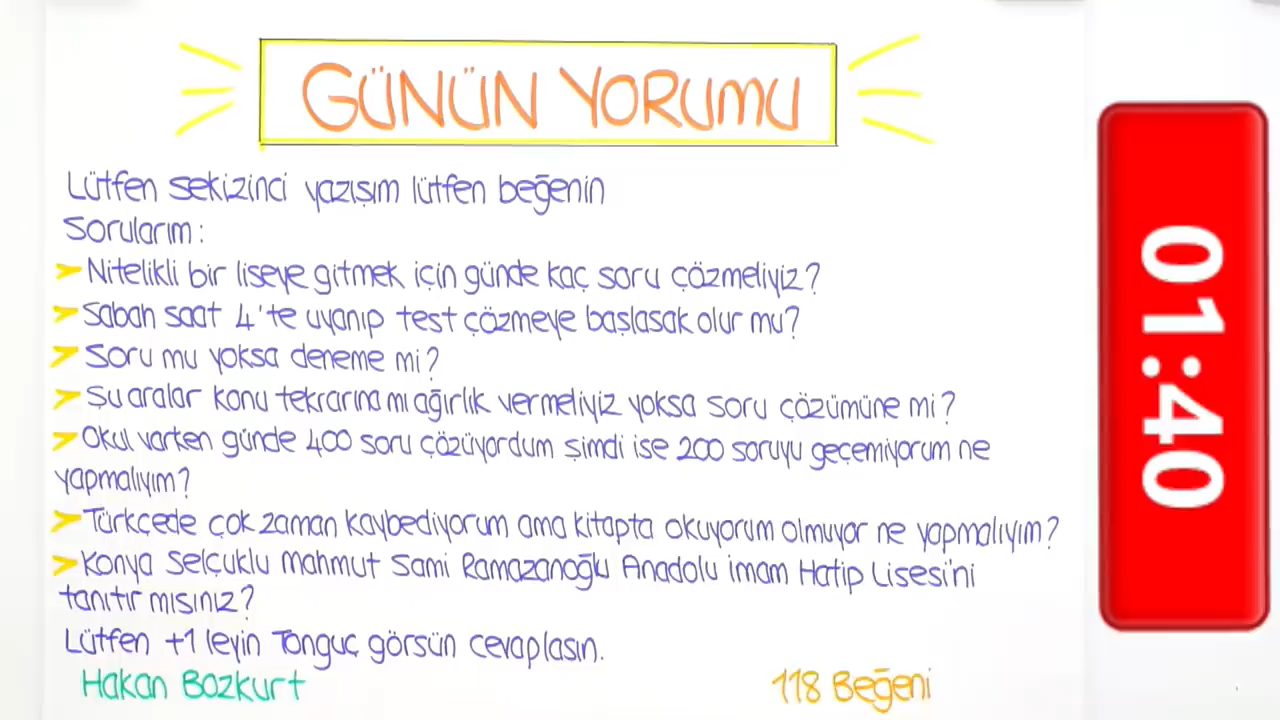 GÜNÜN YORUMU
Lütfen sekizinci yazışım lütfen beğenin
Sorularım:
➤ Nitelikli bir liseye gitmek için günde kaç soru çözmeliyiz?
➤ Sabah saat 4'te uyanıp test çözmeye başlasak olur mu?
➤ Soru mu yoksa deneme mi?
➤ Şu aralar konu tekrarına mı ağırlık vermeliyiz yoksa soru çözümüne mi?
➤ Okul varken günde 400 soru çözüyordum şimdi ise 200 soruyu geçemiyorum ne
yapmalıyım?
➤ Türkçede çok zaman kaybediyorum ama kitapta okuyorum olmuyor ne yapmalıyım?
➤ Konya Selçuklu Mahmut Sami Ramazanoğlu Anadolu İmam Hatip Lisesi'ni
tanıtır mısınız?
Lütfen +1 leyin Tonguç görsün cevaplasın.
Hakan Bozkurt
118 Beğeni
01:40